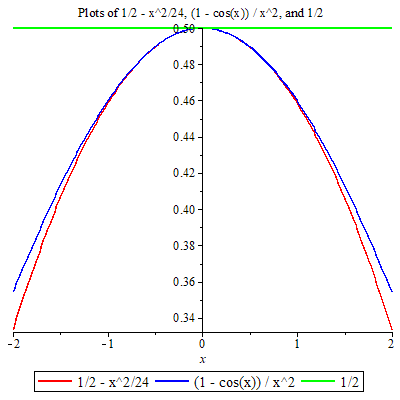 Plots of 1/2 - x^2/24, (1 - cos(x)) / x^2, and 1/2
0.50
0.48
0.46
0.44
0.42
0.40
0.38
0.36
0.34
-2 -1 0 1 2
x
1/2 - x^2/24 (1 - cos(x)) / x^2 1/2